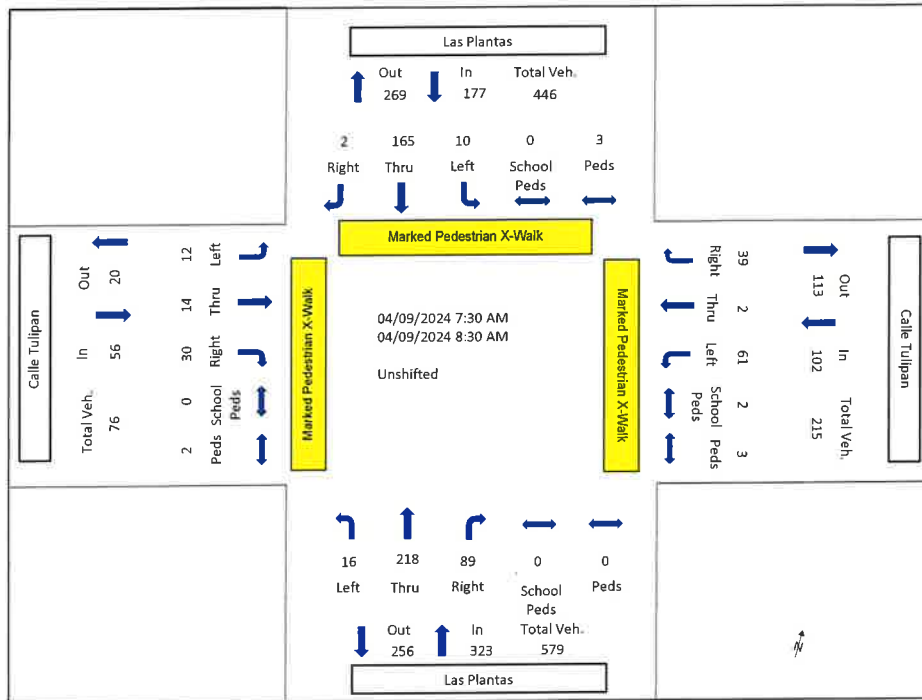 Las Plantas
Out In Total Veh.
269 177 446
2 165 10 0 3
Right Thru Left School Peds Peds
Marked Pedestrian X-Walk
Calle Tulipan
Out In Total Veh.
20 56 76
12 14 30 0 2
Left Thru Right School Peds Peds
Marked Pedestrian X-Walk
04/09/2024 7:30 AM
04/09/2024 8:30 AM
Unshifted
Marked Pedestrian X-Walk
39 2 61 2 3
Right Thru Left School Peds Peds
Out In Total Veh.
113 102 215
Calle Tulipan
16 218 89 0 0
Left Thru Right School Peds Peds
Out In Total Veh.
256 323 579
Las Plantas
N